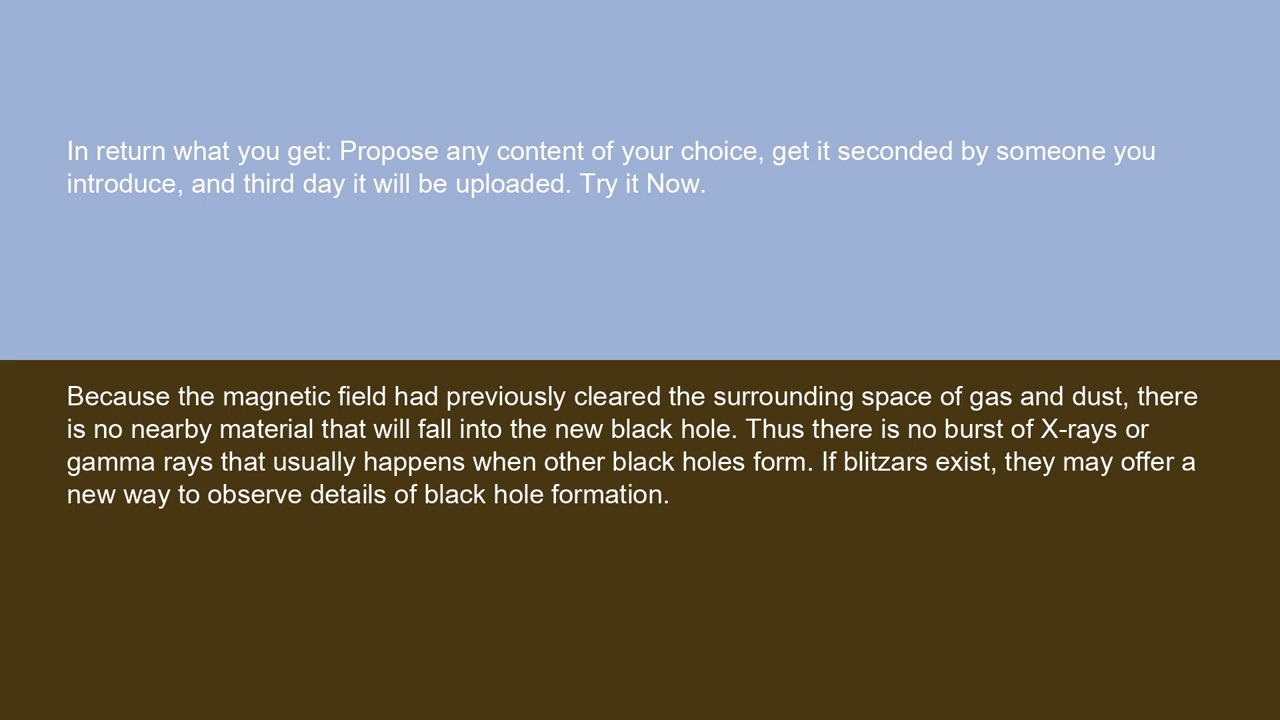 In return what you get: Propose any content of your choice, get it seconded by someone you
introduce, and third day it will be uploaded. Try it Now.
Because the magnetic field had previously cleared the surrounding space of gas and dust, there
is no nearby material that will fall into the new black hole. Thus there is no burst of X-rays or
gamma rays that usually happens when other black holes form. If blitzars exist, they may offer a
new way to observe details of black hole formation.